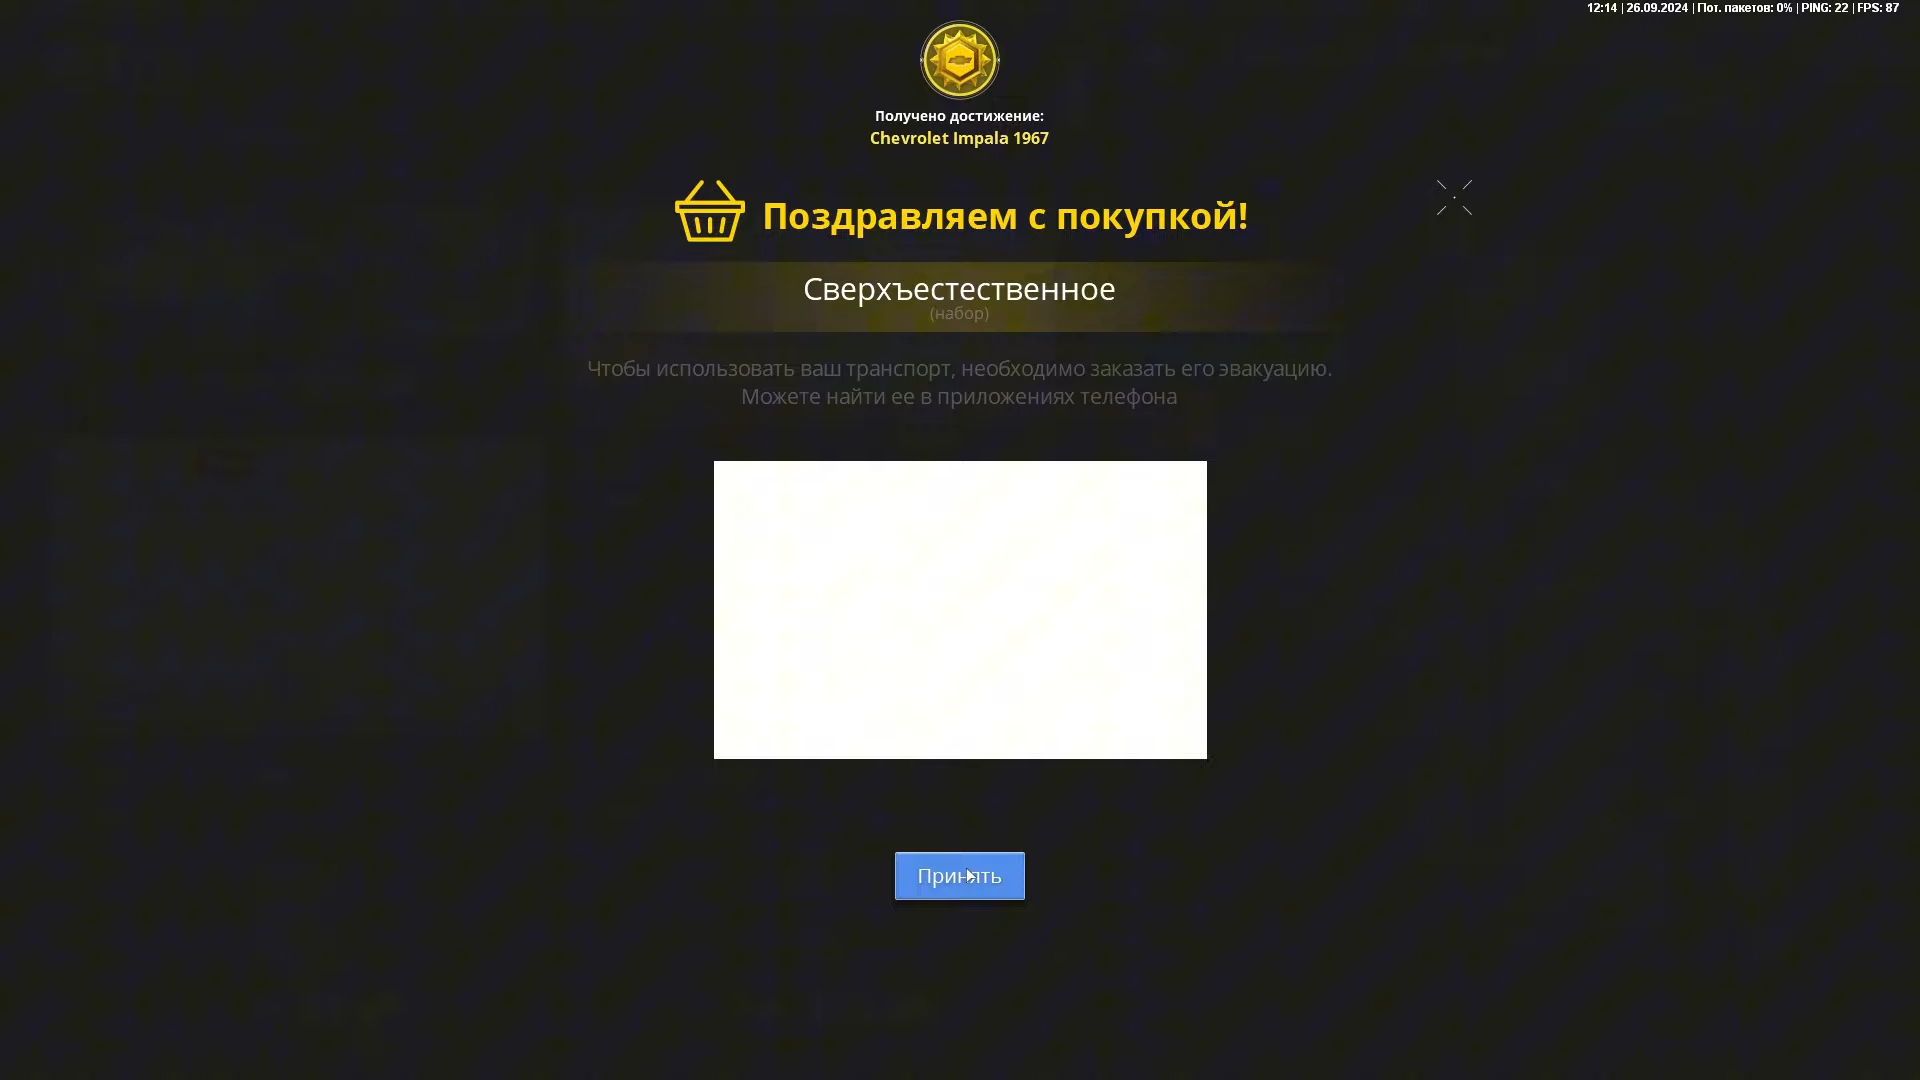 12:14 | 26.09.2024 | Пот. пакетов: 0% | PING: 22 | FPS: 87
Получено достижение:
Chevrolet Impala 1967
Поздравляем с покупкой!
Сверхъестественное
(набор)
Чтобы использовать ваш транспорт, необходимо заказать его эвакуацию.
Можете найти ее в приложениях телефона
Принять